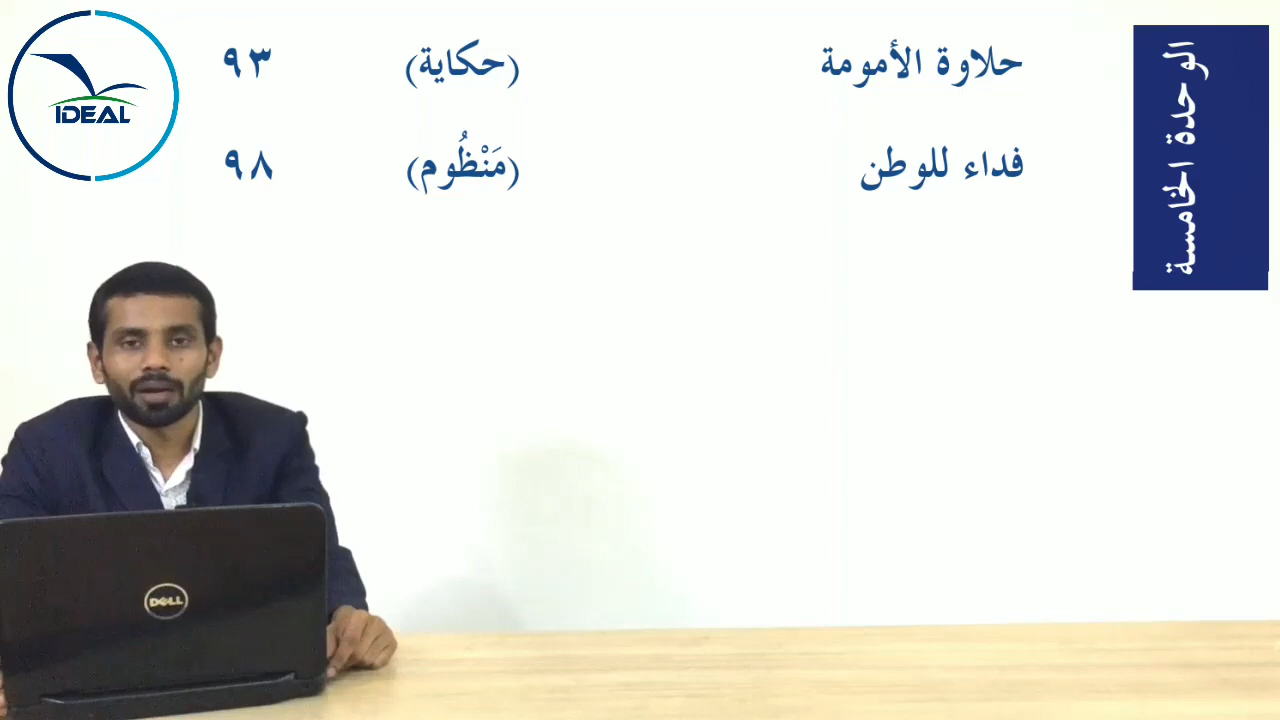 حلاوة الأمومة (حكاية) ٩٣
فداء للوطن (مَنْظُوم) ٩٨
الوحدة الخامسة
IDEAL
DELL